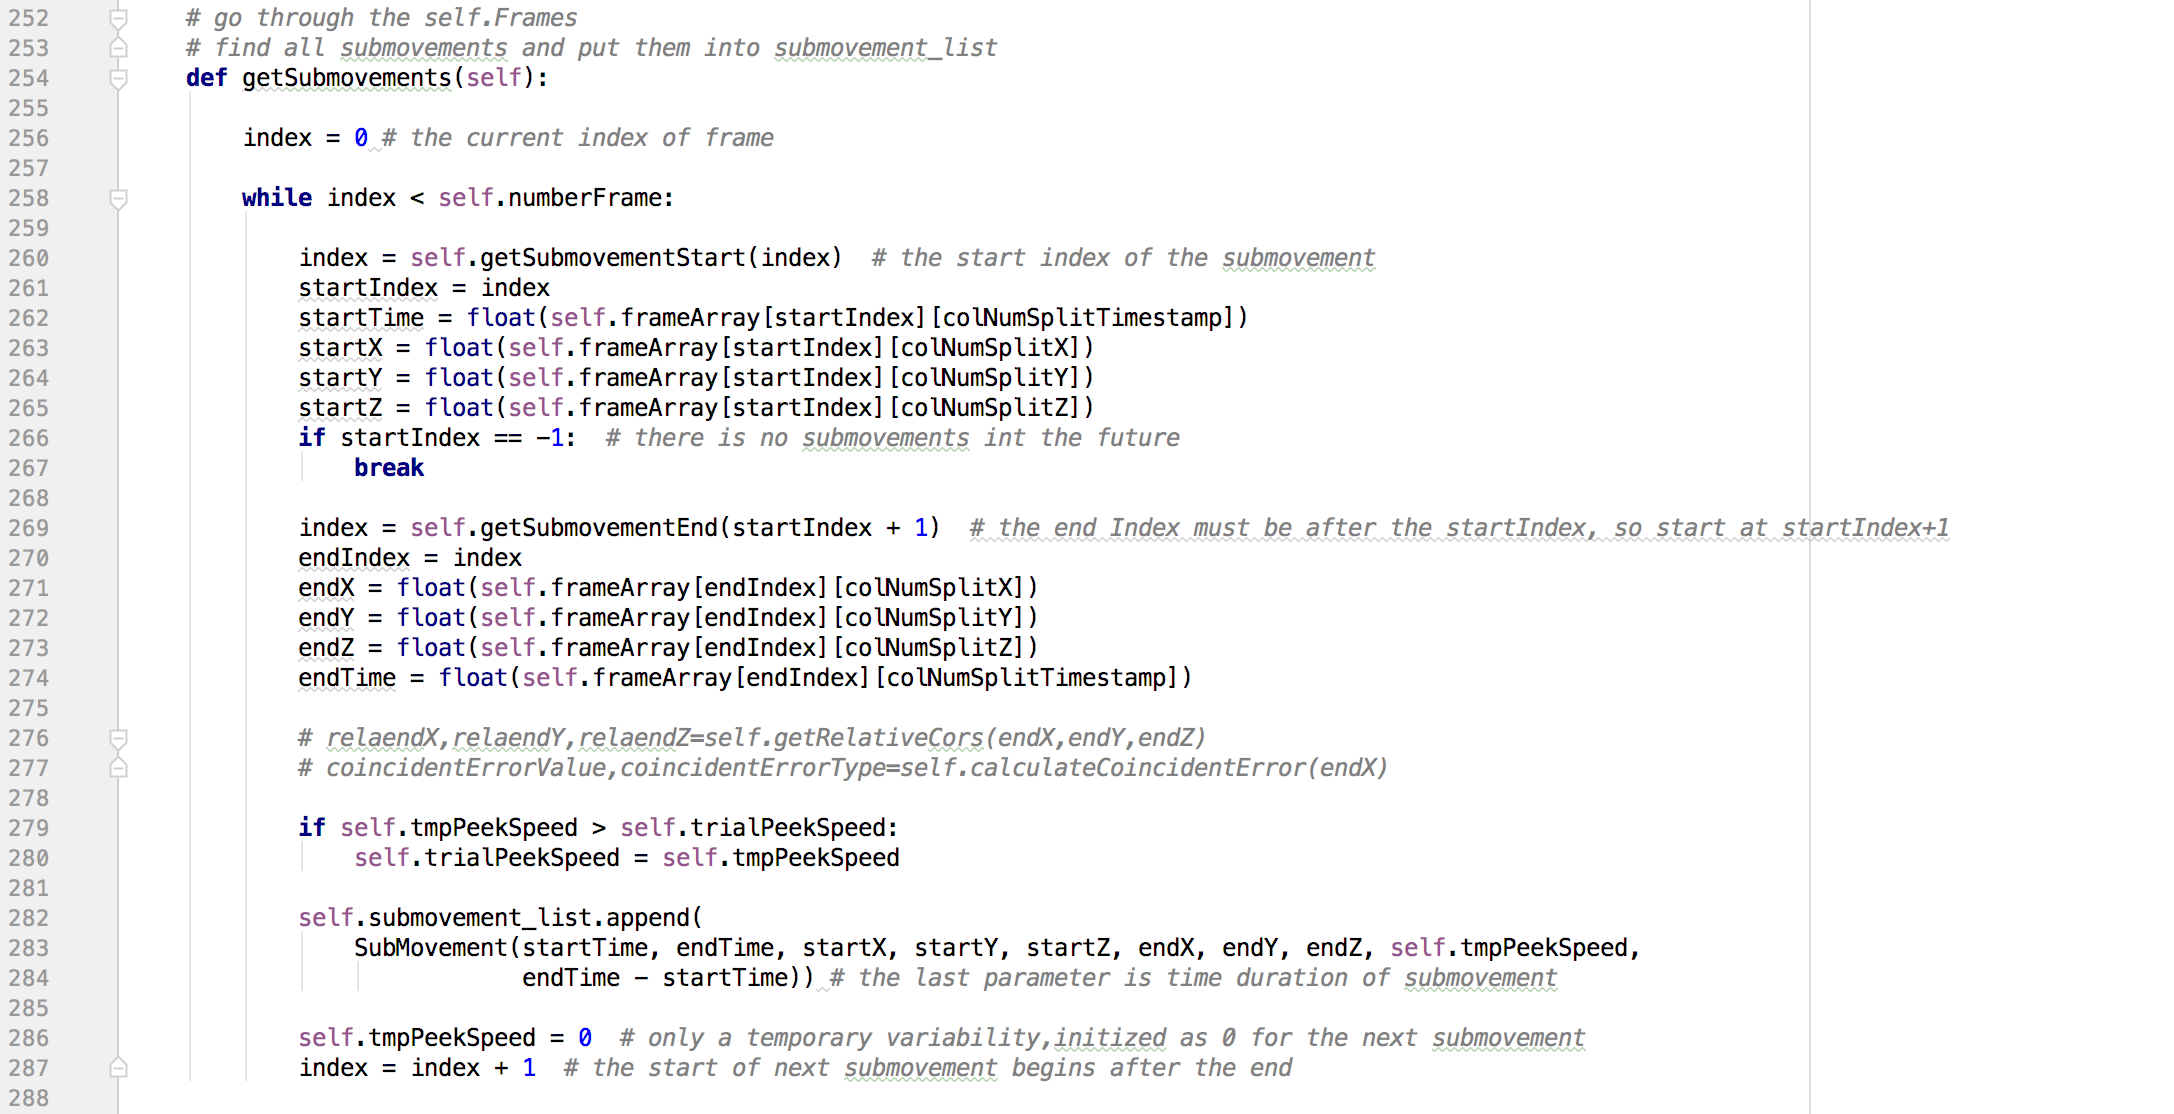 252 # go through the self.Frames
253 # find all submovements and put them into submovement_list
254 def getSubmovements(self):
255
256 index = 0 # the current index of frame
257
258 while index < self.numberFrame:
259
260 index = self.getSubmovementStart(index)  # the start index of the submovement
261 startIndex = index
262 startTime = float(self.frameArray[startIndex][colNumSplitTimestamp])
263 startX = float(self.frameArray[startIndex][colNumSplitX])
264 startY = float(self.frameArray[startIndex][colNumSplitY])
265 startZ = float(self.frameArray[startIndex][colNumSplitZ])
266 if startIndex == -1:  # there is no submovements int the future
267 break
268
269 index = self.getSubmovementEnd(startIndex + 1)  # the end Index must be after the startIndex, so start at startIndex+1
270 endIndex = index
271 endX = float(self.frameArray[endIndex][colNumSplitX])
272 endY = float(self.frameArray[endIndex][colNumSplitY])
273 endZ = float(self.frameArray[endIndex][colNumSplitZ])
274 endTime = float(self.frameArray[endIndex][colNumSplitTimestamp])
275
276 # relaendX,relaendY,relaendZ=self.getRelativeCors(endX,endY,endZ)
277 # coincidentErrorValue,coincidentErrorType=self.calculateCoincidentError(endX)
278
279 if self.tmpPeekSpeed > self.trialPeekSpeed:
280 self.trialPeekSpeed = self.tmpPeekSpeed
281
282 self.submovement_list.append(
283 SubMovement(startTime, endTime, startX, startY, startZ, endX, endY, endZ, self.tmpPeekSpeed,
284 endTime - startTime)) # the last parameter is time duration of submovement
285
286 self.tmpPeekSpeed = 0  # only a temporary variability,initized as 0 for the next submovement
287 index = index + 1  # the start of next submovement begins after the end
288